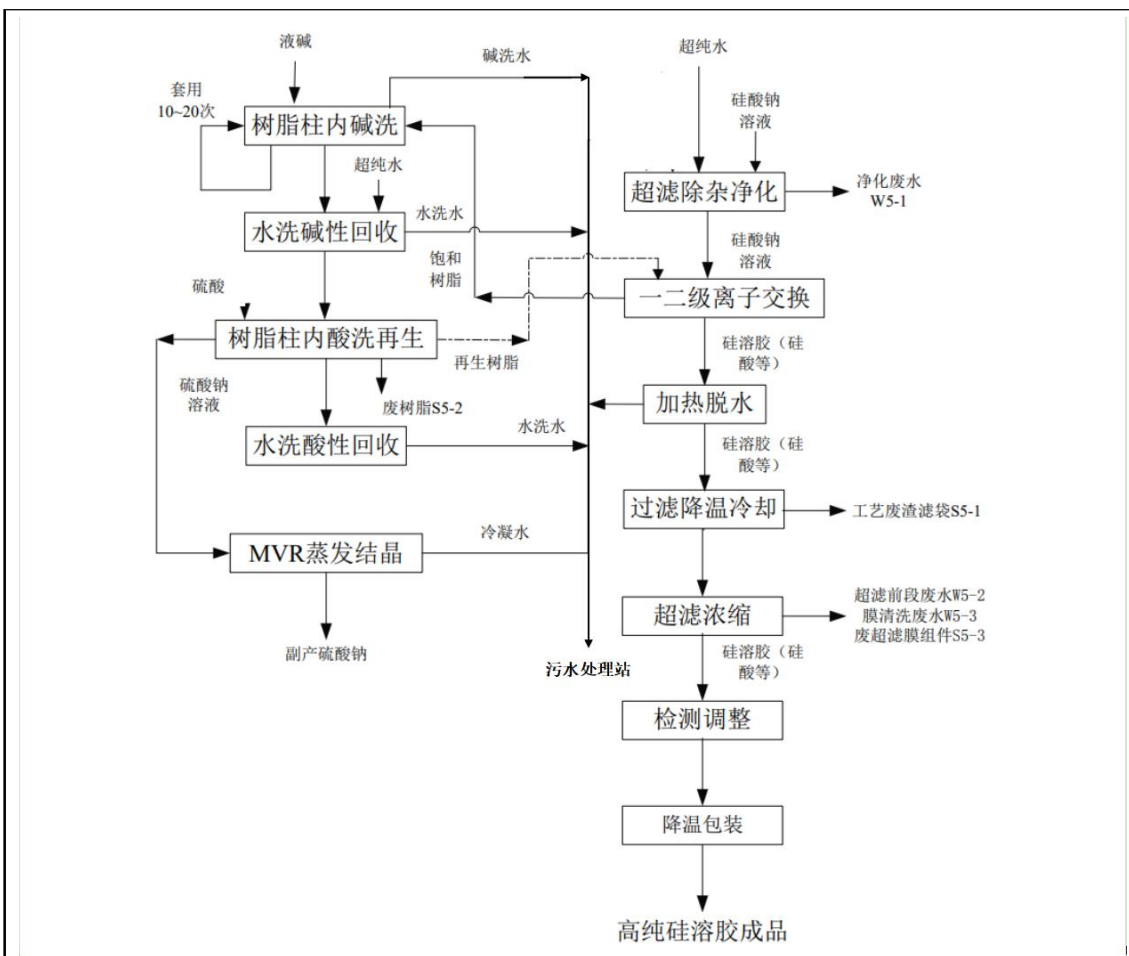 液碱
碱洗水
超纯水
套用
10~20次
硅酸钠
溶液
树脂柱内碱洗
超纯水
超滤除杂净化
净化废水
W5-1
水洗碱性回收
水洗水
硅酸钠
溶液
饱和
树脂
硫酸
一二级离子交换
树脂柱内酸洗再生
再生树脂
硅溶胶（硅
酸等）
硫酸钠
溶液
废树脂S5-2
加热脱水
水洗酸性回收
水洗水
硅溶胶（硅
酸等）
过滤降温冷却
工艺废渣滤袋S5-1
MVR蒸发结晶
冷凝水
超滤浓缩
超滤前段废水W5-2
膜清洗废水W5-3
废超滤膜组件S5-3
副产硫酸钠
污水处理站
硅溶胶（硅
酸等）
检测调整
降温包装
高纯硅溶胶成品